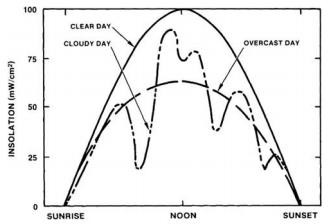 100
75
50
25
0
INSOLATION (mW/cm²)
CLEAR DAY
CLOUDY DAY
OVERCAST DAY
SUNRISE
NOON
SUNSET